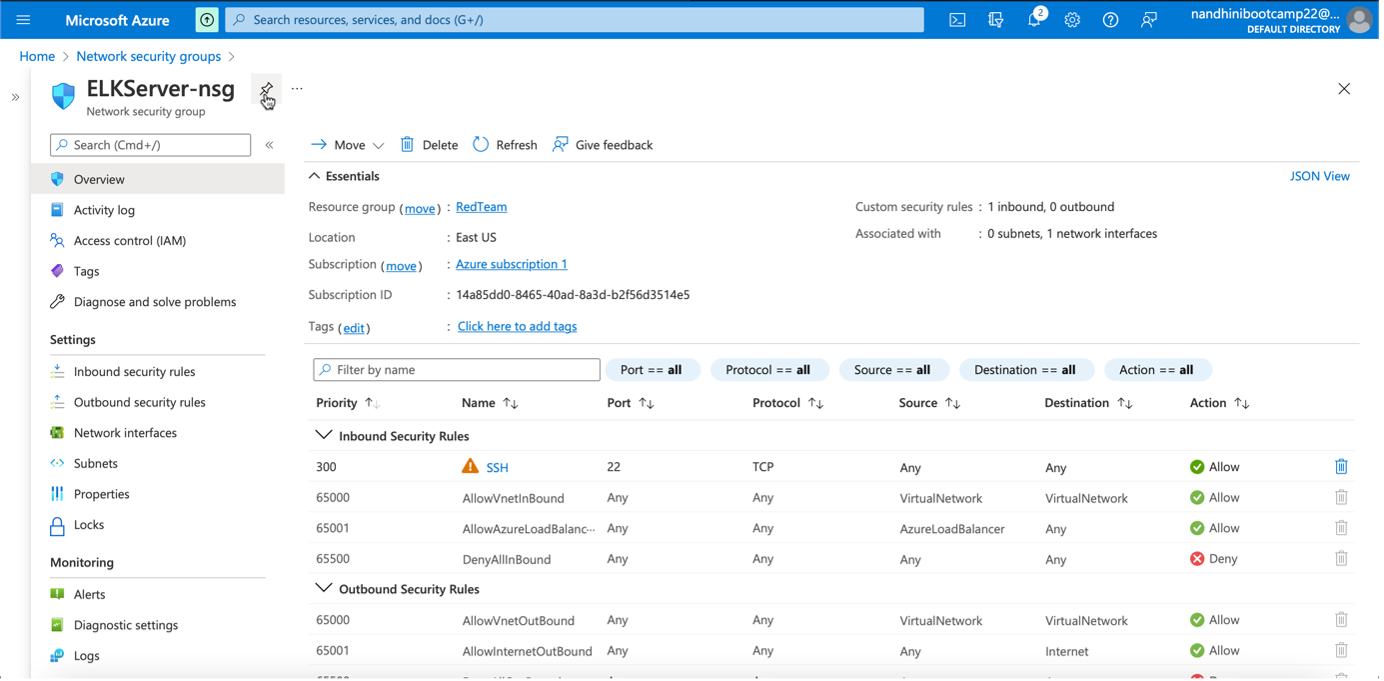 Microsoft Azure
Search resources, services, and docs (G+/)
2
nandhinibootcamp22@...
DEFAULT DIRECTORY
Home > Network security groups >
ELKServer-nsg
Network security group
Search (Cmd+/)
Overview
Activity log
Access control (IAM)
Tags
Diagnose and solve problems
Settings
Inbound security rules
Outbound security rules
Network interfaces
Subnets
Properties
Locks
Monitoring
Alerts
Diagnostic settings
Logs
Move Delete Refresh Give feedback
Essentials JSON View
Resource group (move) : RedTeam
Location : East US
Subscription (move) : Azure subscription 1
Subscription ID : 14a85dd0-8465-40ad-8a3d-b2f56d3514e5
Tags (edit) : Click here to add tags
Custom security rules : 1 inbound, 0 outbound
Associated with : 0 subnets, 1 network interfaces
Filter by name Port == all Protocol == all Source == all Destination == all Action == all
Priority Name Port Protocol Source Destination Action
Inbound Security Rules
300 SSH 22 TCP Any Any Allow
65000 AllowVnetInBound Any Any VirtualNetwork VirtualNetwork Allow
65001 AllowAzureLoadBalanc··· Any Any AzureLoadBalancer Any Allow
65500 DenyAllInBound Any Any Any Any Deny
Outbound Security Rules
65000 AllowVnetOutBound Any Any VirtualNetwork VirtualNetwork Allow
65001 AllowInternetOutBound Any Any Any Internet Allow